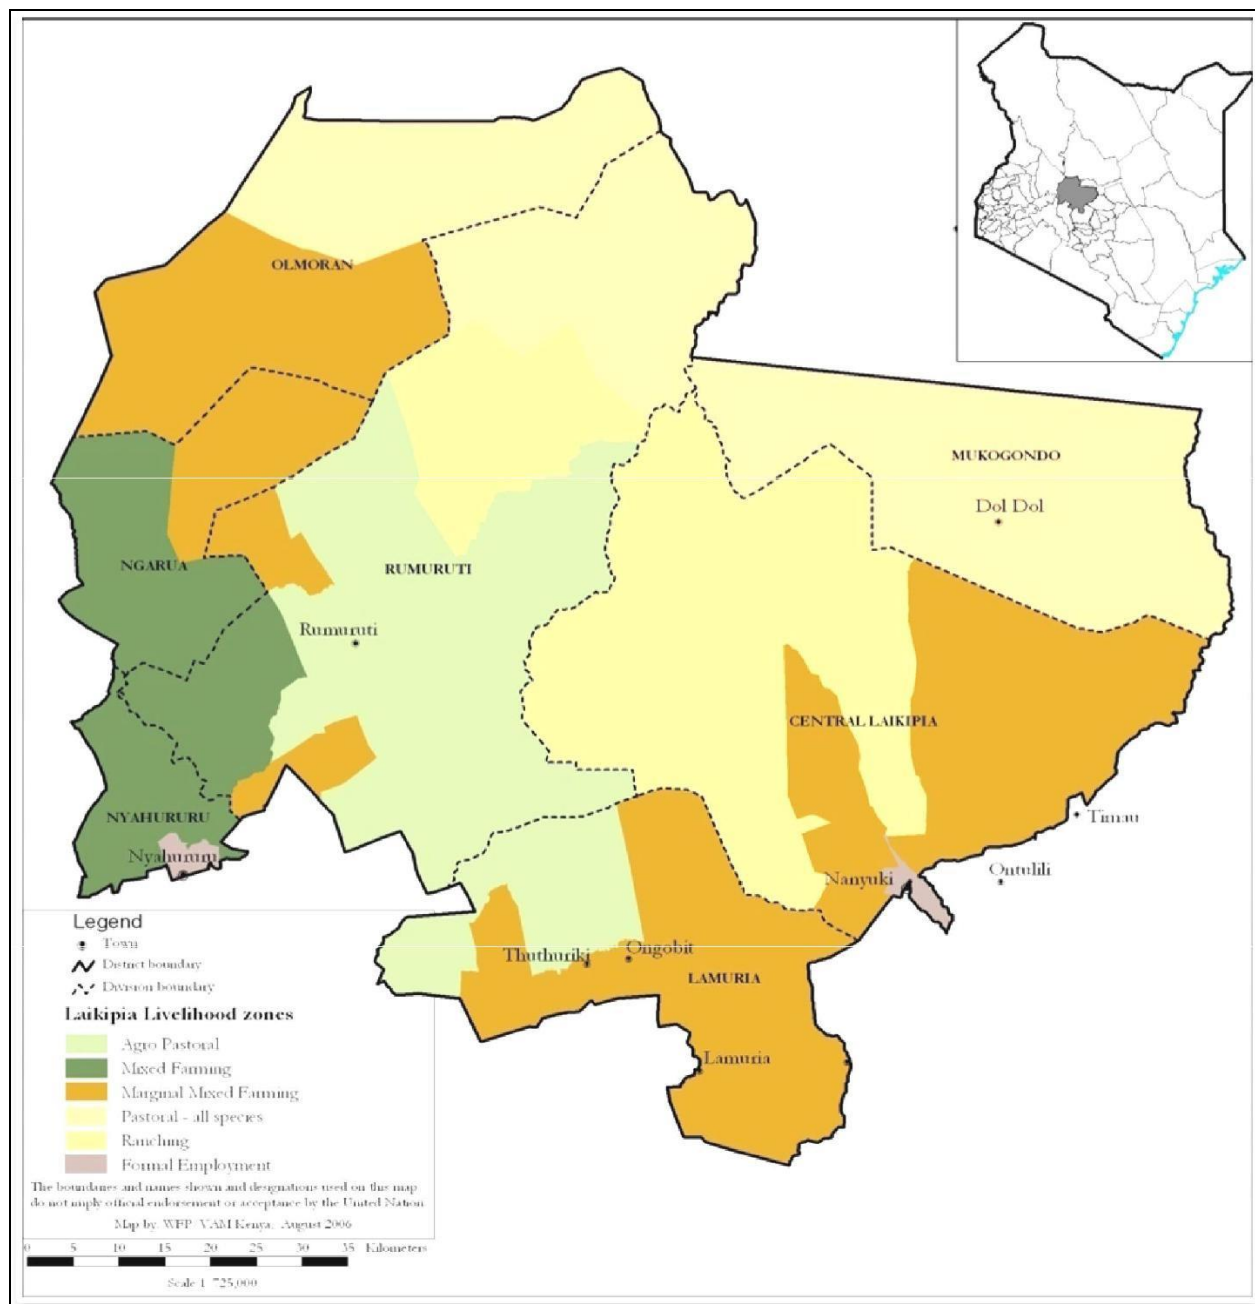 OLMORAN
MUKOGONDO
Dol Dol
NGARUA
RUMURUTI
Rumuruti
CENTRAL LAIKIPIA
NYAHURURU
Timau
Nyahururu
Nanyuki
Ontulili
Thuthuriki
Ongobit
LAMURIA
Lamuria
Legend
Town
District boundary
Division boundary
Laikipia Livelihood zones
Agro Pastoral
Mixed Farming
Marginal Mixed Farming
Pastoral - all species
Ranching
Formal Employment
The boundaries and names shown and designations used on this map
do not imply official endorsement or acceptance by the United Nation
Map by: WFP VAM Kenya, August 2006
0 5 10 15 20 25 30 35 Kilometers
Scale 1 725,000